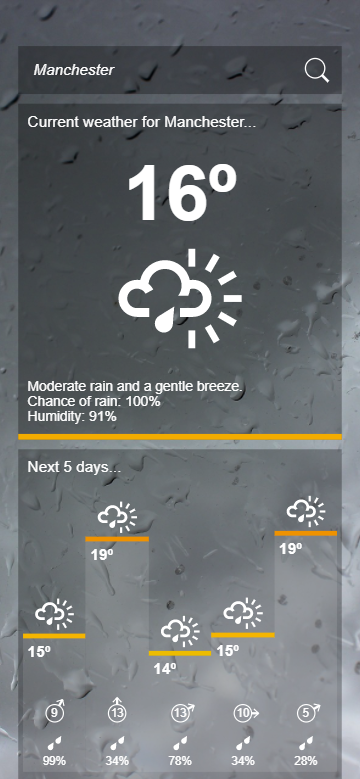 Manchester
Current weather for Manchester...
16º
Moderate rain and a gentle breeze.
Chance of rain: 100%
Humidity: 91%
Next 5 days...
19º 19º
15º 14º 15º
9 13 13 10 5
99% 34% 78% 34% 28%